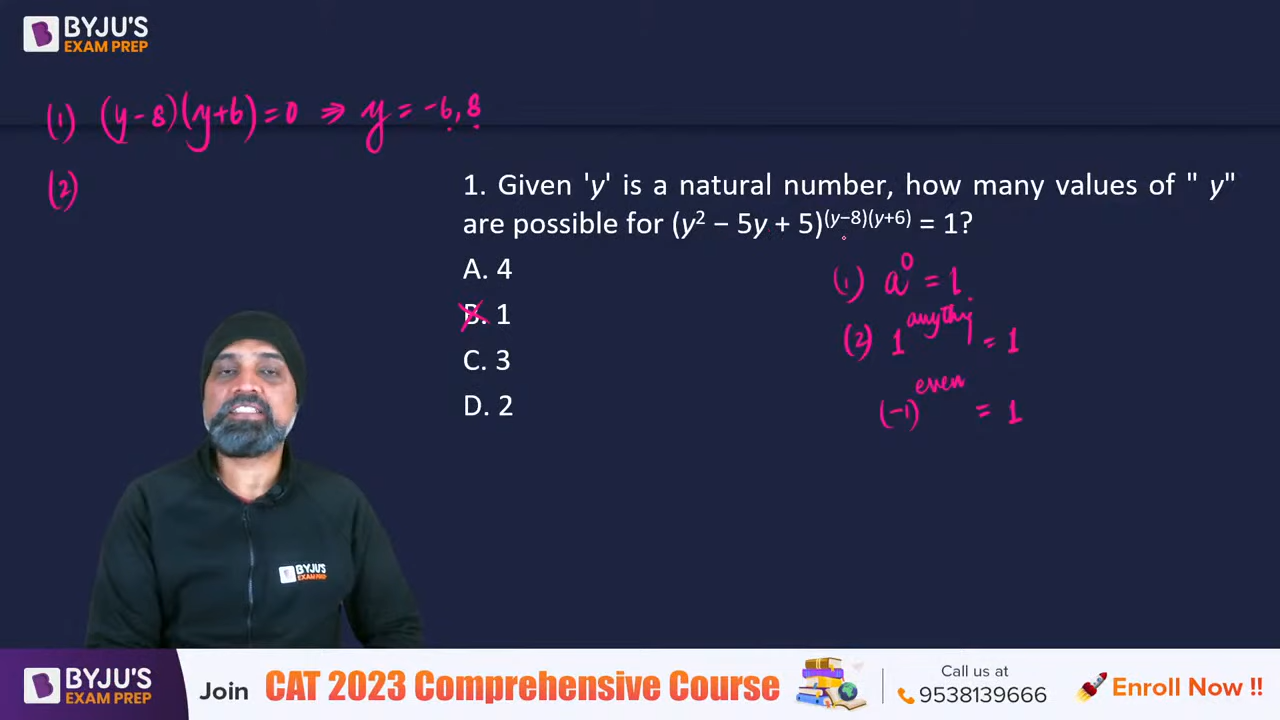 BYJU'S
EXAM PREP
(1) (y-8)(y+6)=0 ⇒ y = -6, 8
(2)
1. Given 'y' is a natural number, how many values of " y"
are possible for (y² − 5y + 5)⁽ʸ⁻⁸⁾⁽ʸ⁺⁶⁾ = 1?
A. 4
B. 1
C. 3
D. 2
(1) a⁰ = 1
(2) 1^anything = 1
(-1)^even = 1
BYJU'S
EXAM PREP
BYJU'S
EXAM PREP
Join CAT 2023 Comprehensive Course
Call us at
9538139666
Enroll Now !!